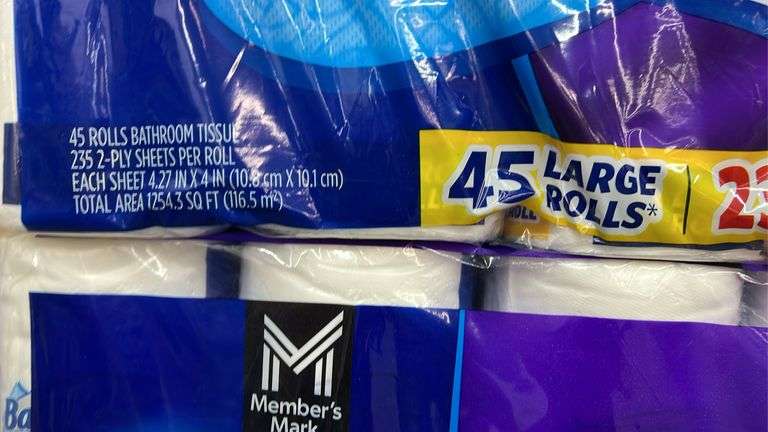 45 ROLLS BATHROOM TISSUE
235 2-PLY SHEETS PER ROLL
EACH SHEET 4.27 IN X 4 IN (10.8 cm X 10.1 cm)
TOTAL AREA 1254.3 SQ FT (116.5 m²)
45 LARGE
ROLLS*
Member's
Mark